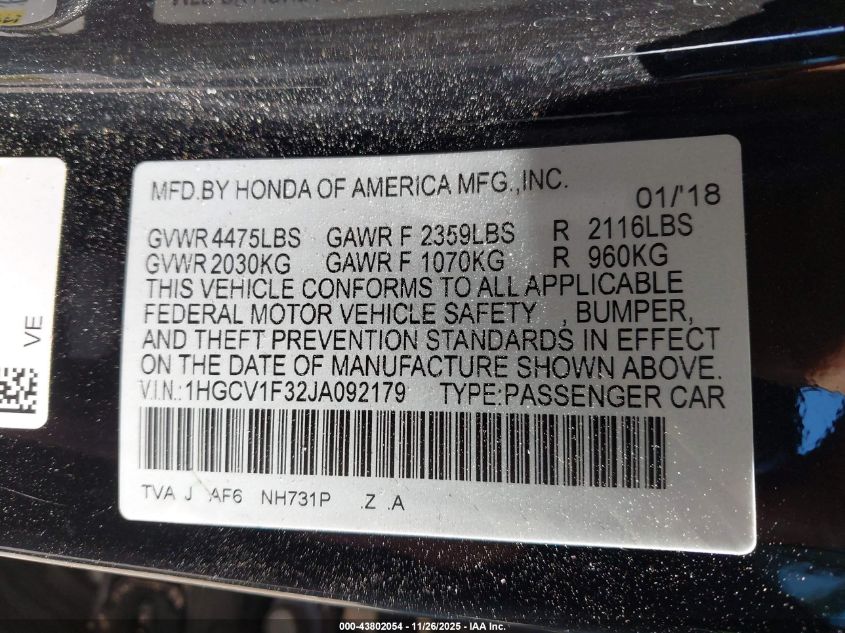 MFD.BY HONDA OF AMERICA MFG.,INC. 01/'18
GVWR 4475LBS GAWR F 2359LBS R 2116LBS
GVWR 2030KG GAWR F 1070KG R 960KG
THIS VEHICLE CONFORMS TO ALL APPLICABLE
FEDERAL MOTOR VEHICLE SAFETY , BUMPER,
AND THEFT PREVENTION STANDARDS IN EFFECT
ON THE DATE OF MANUFACTURE SHOWN ABOVE.
V.I.N.:1HGCV1F32JA092179 TYPE:PASSENGER CAR
TVA J AF6 NH731P .Z .A
VE
000-43802054 - 11/26/2025 - IAA Inc.